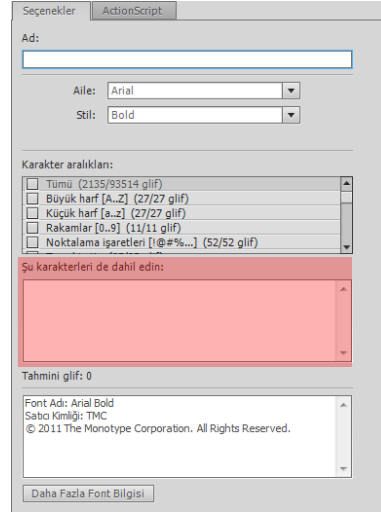 Seçenekler ActionScript
Ad:
Aile: Arial
Stil: Bold
Karakter aralıkları:
Tümü (2135/93514 glif)
Büyük harf [A..Z] (27/27 glif)
Küçük harf [a..z] (27/27 glif)
Rakamlar [0..9] (11/11 glif)
Noktalama işaretleri [!@#%...] (52/52 glif)
Şu karakterleri de dahil edin:
Tahmini glif: 0
Font Adı: Arial Bold
Satıcı Kimliği: TMC
© 2011 The Monotype Corporation. All Rights Reserved.
Daha Fazla Font Bilgisi